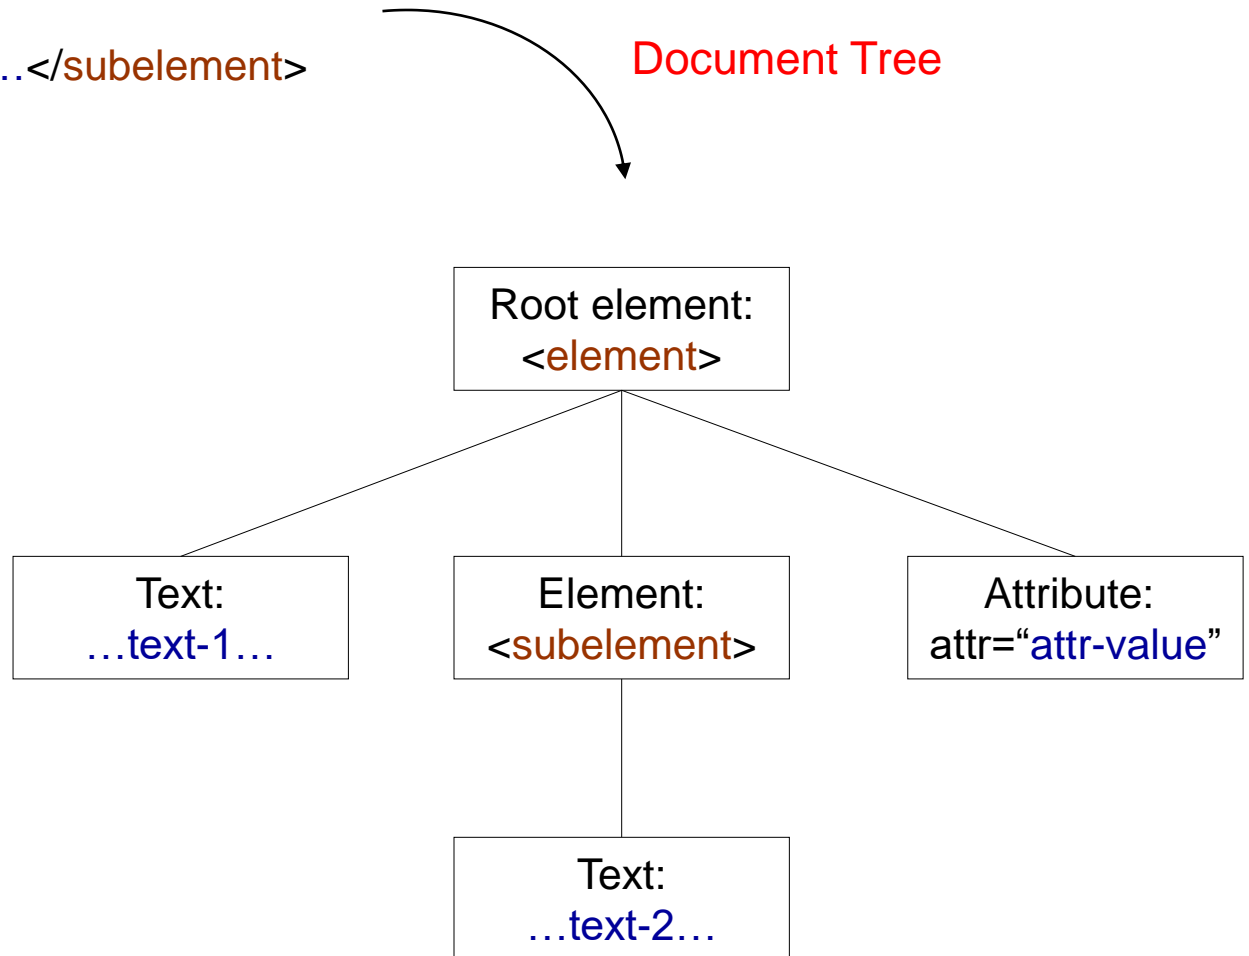 Document Tree
…</subelement>
Root element:
<element>
Text:
…text-1…
Element:
<subelement>
Attribute:
attr=“attr-value”
Text:
…text-2…